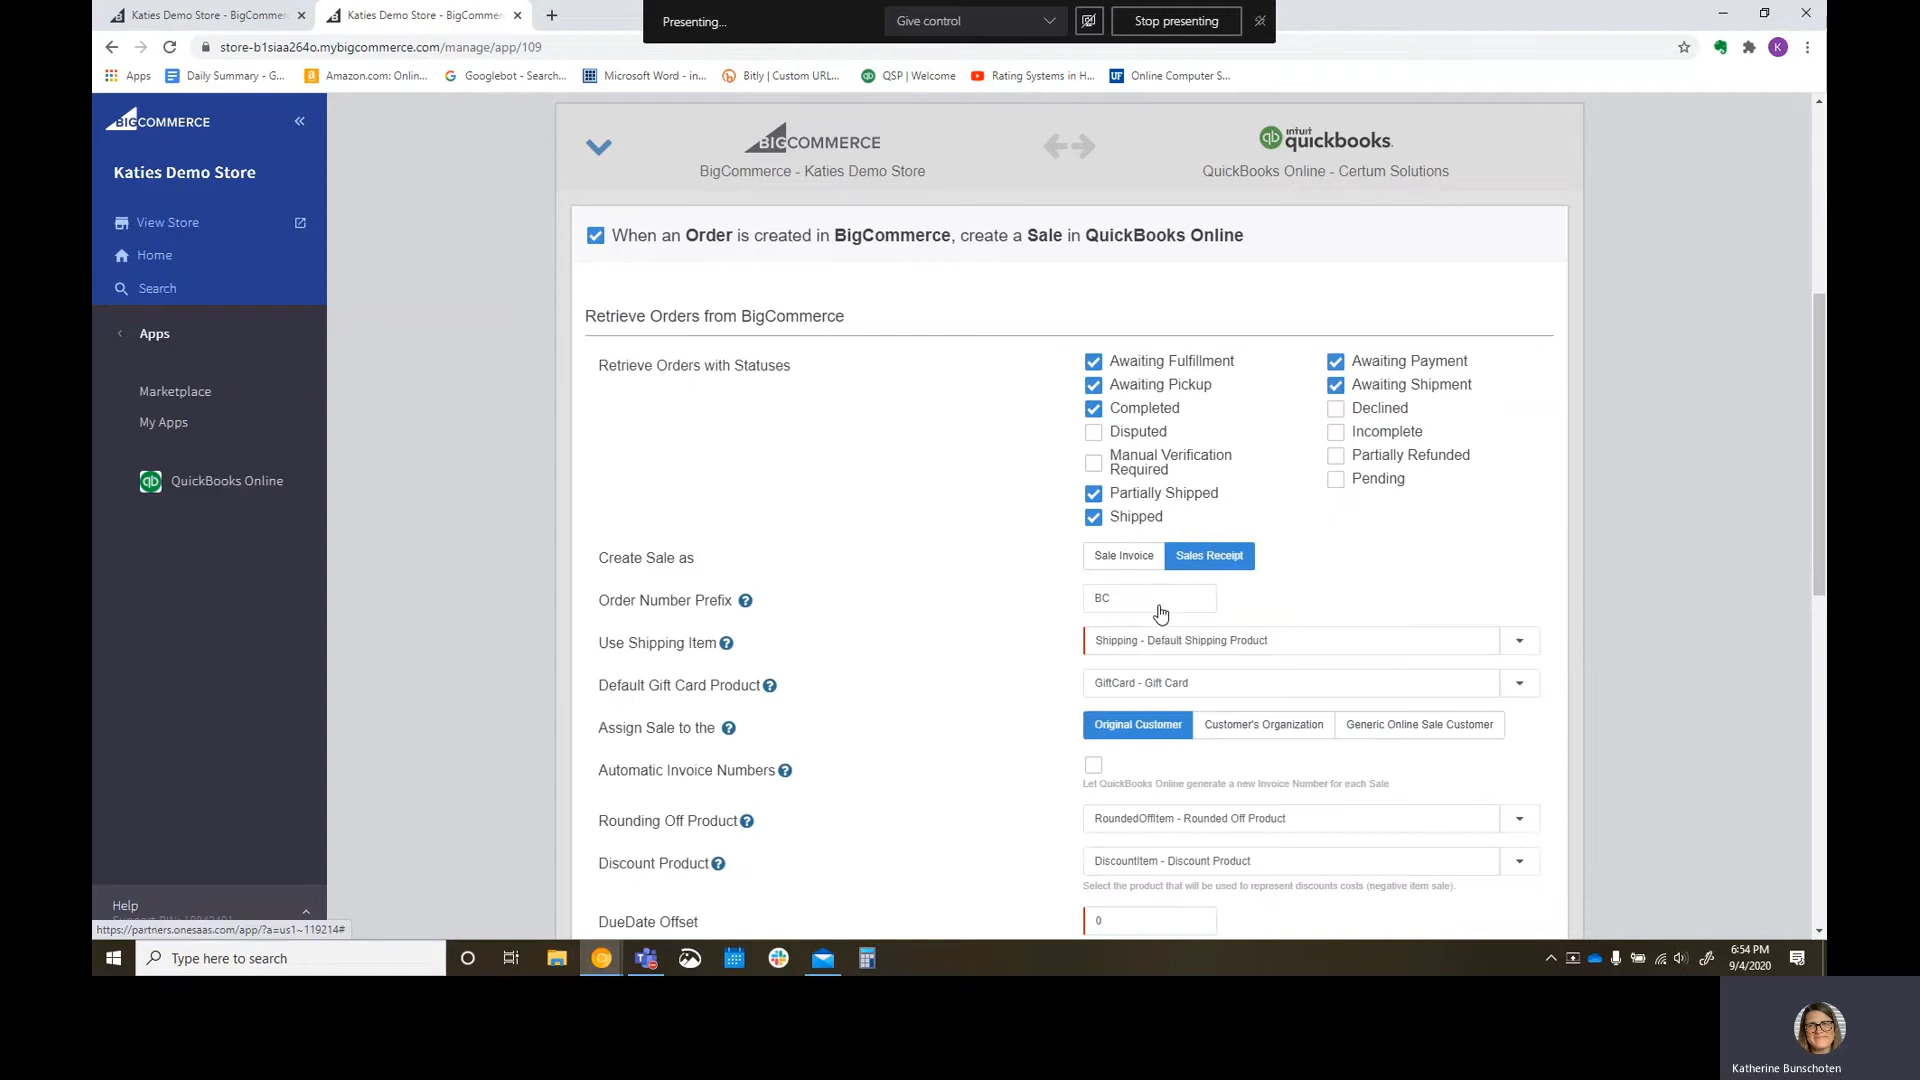 Katies Demo Store - BigCommer
Katies Demo Store - BigCommer
Presenting...
Give control
Stop presenting
store-b1siaa264o.mybigcommerce.com/manage/app/109
K
Apps
Daily Summary - G...
Amazon.com: Onlin...
Googlebot - Search...
Microsoft Word - in...
Bitly | Custom URL...
QSP | Welcome
Rating Systems in H...
UF
Online Computer S...
BIGCOMMERCE
Katies Demo Store
View Store
Home
Search
Apps
Marketplace
My Apps
qb
QuickBooks Online
Help
https://partners.onesaas.com/app/?a=us1~119214#
BIGCOMMERCE
BigCommerce - Katies Demo Store
qb
intuit
quickbooks.
QuickBooks Online - Certum Solutions
When an Order is created in BigCommerce, create a Sale in QuickBooks Online
Retrieve Orders from BigCommerce
Retrieve Orders with Statuses
Awaiting Fulfillment
Awaiting Payment
Awaiting Pickup
Awaiting Shipment
Completed
Declined
Disputed
Incomplete
Manual Verification
Required
Partially Refunded
Pending
Partially Shipped
Shipped
Create Sale as
Sale Invoice
Sales Receipt
Order Number Prefix
BC
Use Shipping Item
Shipping - Default Shipping Product
Default Gift Card Product
GiftCard - Gift Card
Assign Sale to the
Original Customer
Customer's Organization
Generic Online Sale Customer
Automatic Invoice Numbers
Let QuickBooks Online generate a new Invoice Number for each Sale
Rounding Off Product
RoundedOffItem - Rounded Off Product
Discount Product
DiscountItem - Discount Product
Select the product that will be used to represent discounts costs (negative item sale).
DueDate Offset
0
Type here to search
6:54 PM
9/4/2020
Katherine Bunschoten